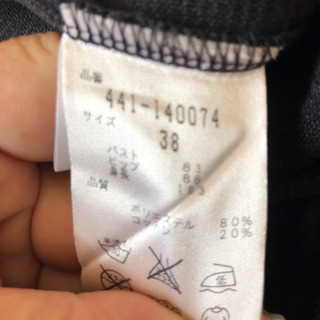 品番
441-140074
サイズ
38
バスト 83
ヒップ 88
身長 163
品質
ポリエステル 80%
コットン 20%